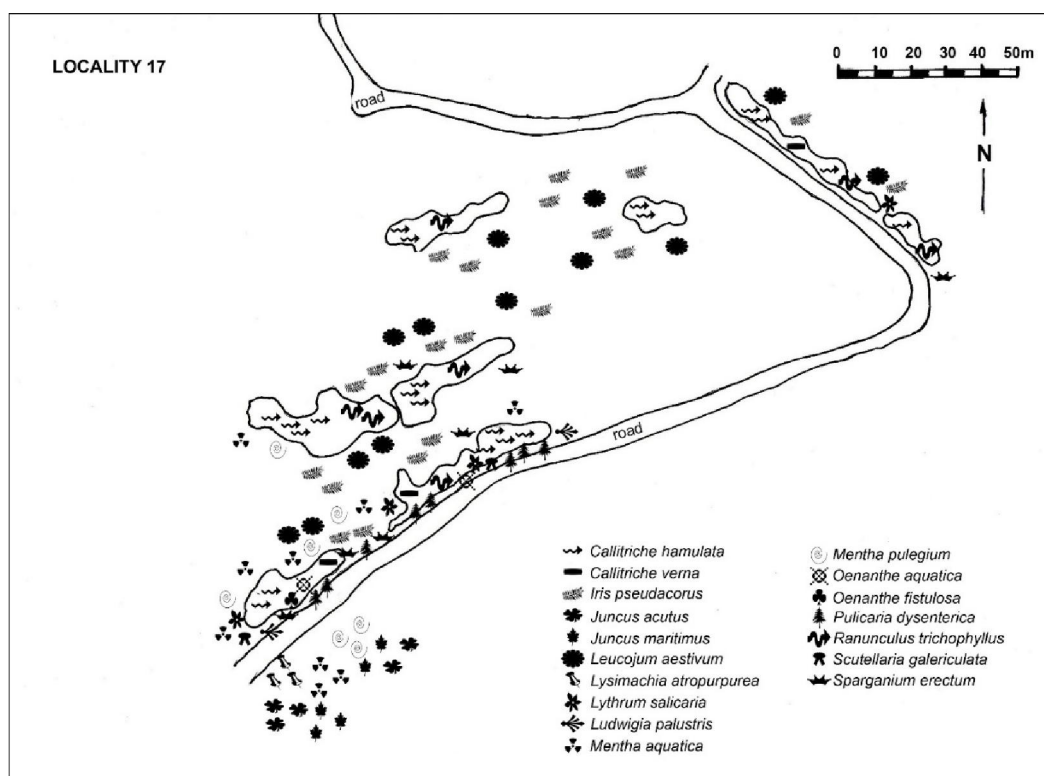 LOCALITY 17
0 10 20 30 40 50m
road
N
road
Callitriche hamulata
Callitriche verna
Iris pseudacorus
Juncus acutus
Juncus maritimus
Leucojum aestivum
Lysimachia atropurpurea
Lythrum salicaria
Ludwigia palustris
Mentha aquatica
Mentha pulegium
Oenanthe aquatica
Oenanthe fistulosa
Pulicaria dysenterica
Ranunculus trichophyllus
Scutellaria galericulata
Sparganium erectum